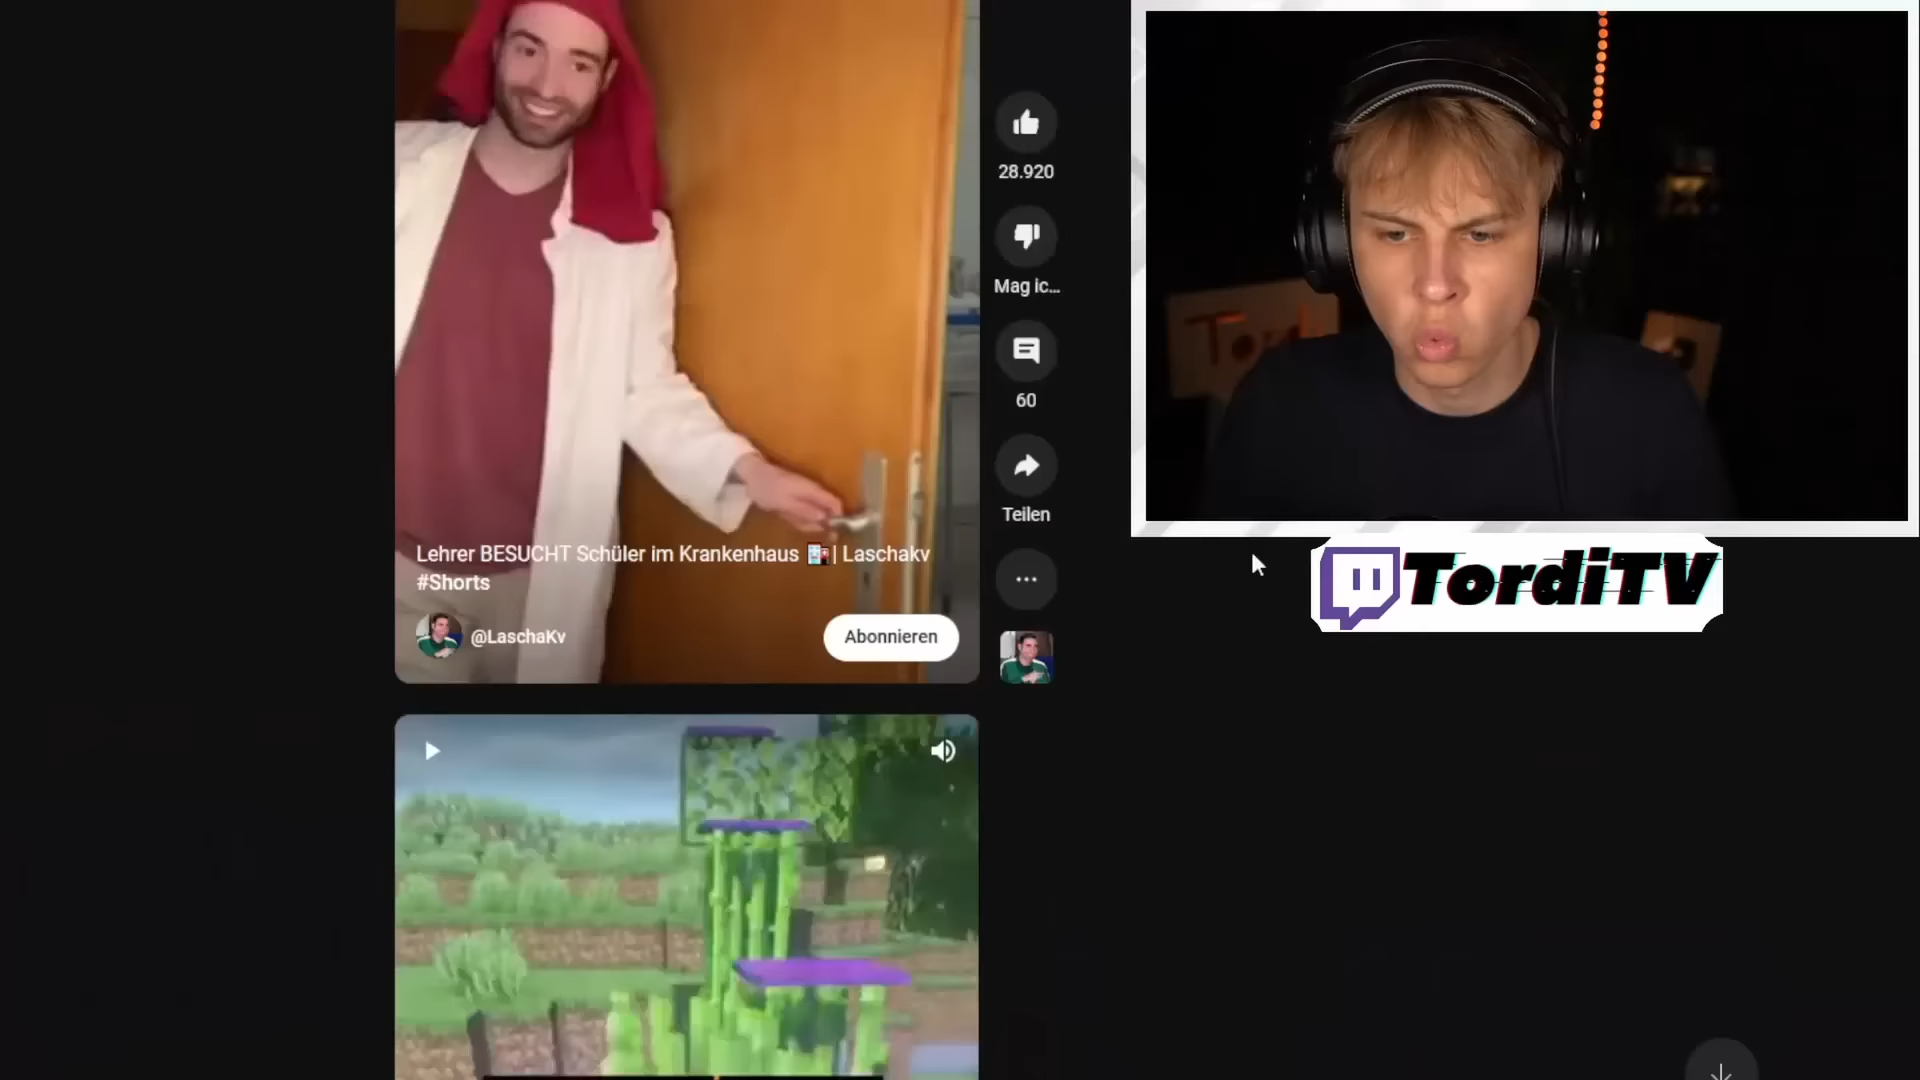 28.920
Mag ic...
60
Teilen
Lehrer BESUCHT Schüler im Krankenhaus 🏥| Laschakv
#Shorts
@LaschaKv
Abonnieren
TordiTV